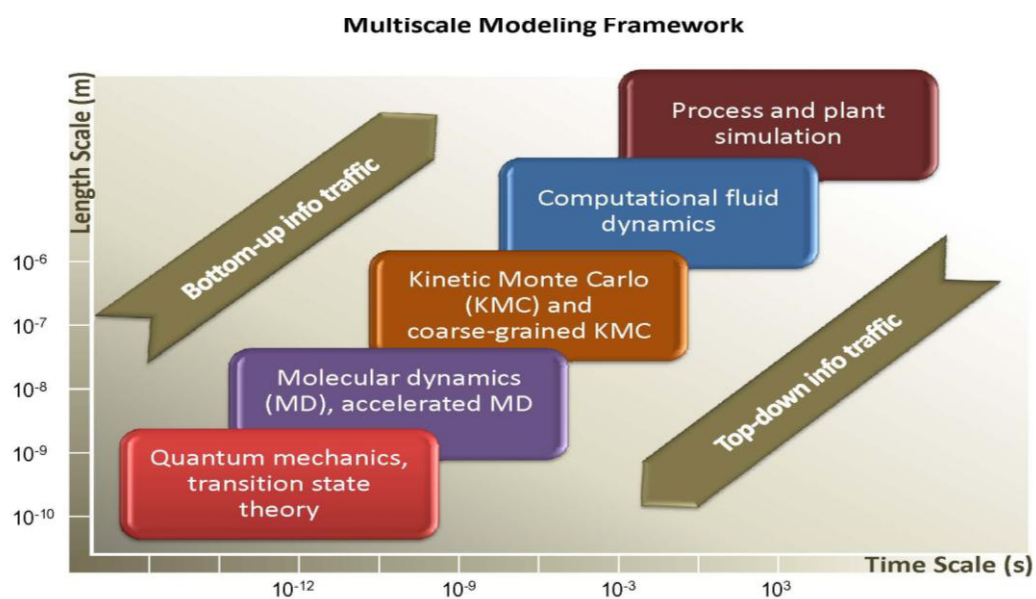 Multiscale Modeling Framework
Length Scale (m)
Process and plant
simulation
Bottom-up info traffic
Computational fluid
dynamics
10⁻⁶
Kinetic Monte Carlo
(KMC) and
coarse-grained KMC
10⁻⁷
10⁻⁸
Molecular dynamics
(MD), accelerated MD
Top-down info traffic
10⁻⁹
Quantum mechanics,
transition state
theory
10⁻¹⁰
Time Scale (s)
10⁻¹²
10⁻⁹
10⁻³
10³